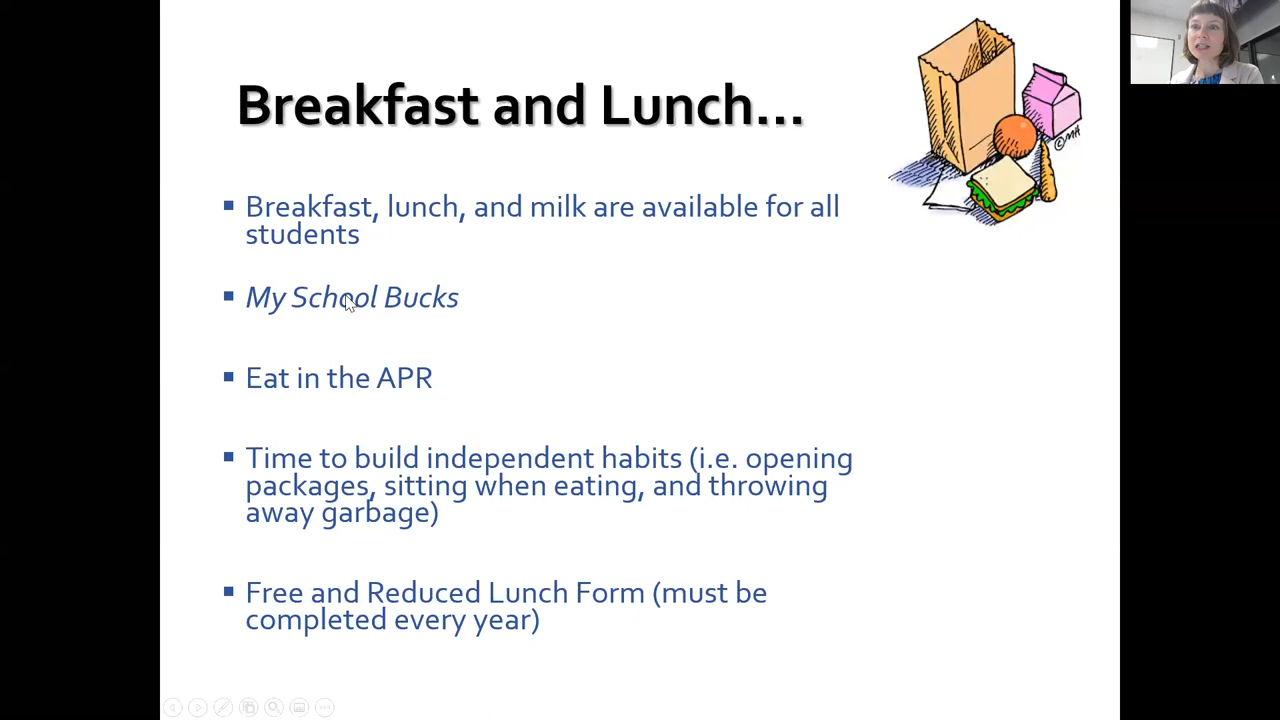 Breakfast and Lunch...
Breakfast, lunch, and milk are available for all
students
My School Bucks
Eat in the APR
Time to build independent habits (i.e. opening
packages, sitting when eating, and throwing
away garbage)
Free and Reduced Lunch Form (must be
completed every year)
©MA